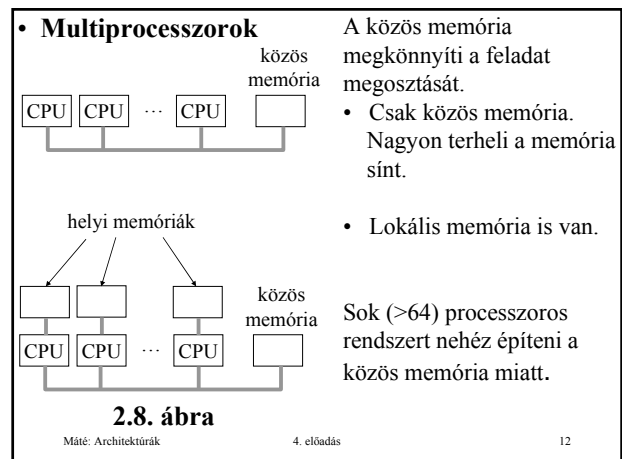 • Multiprocesszorok
közös
memória
CPU CPU … CPU
helyi memóriák
közös
memória
CPU CPU … CPU
2.8. ábra
A közös memória
megkönnyíti a feladat
megosztását.
• Csak közös memória.
Nagyon terheli a memória
sínt.
• Lokális memória is van.
Sok (>64) processzoros
rendszert nehéz építeni a
közös memória miatt.
Máté: Architektúrák 4. előadás 12